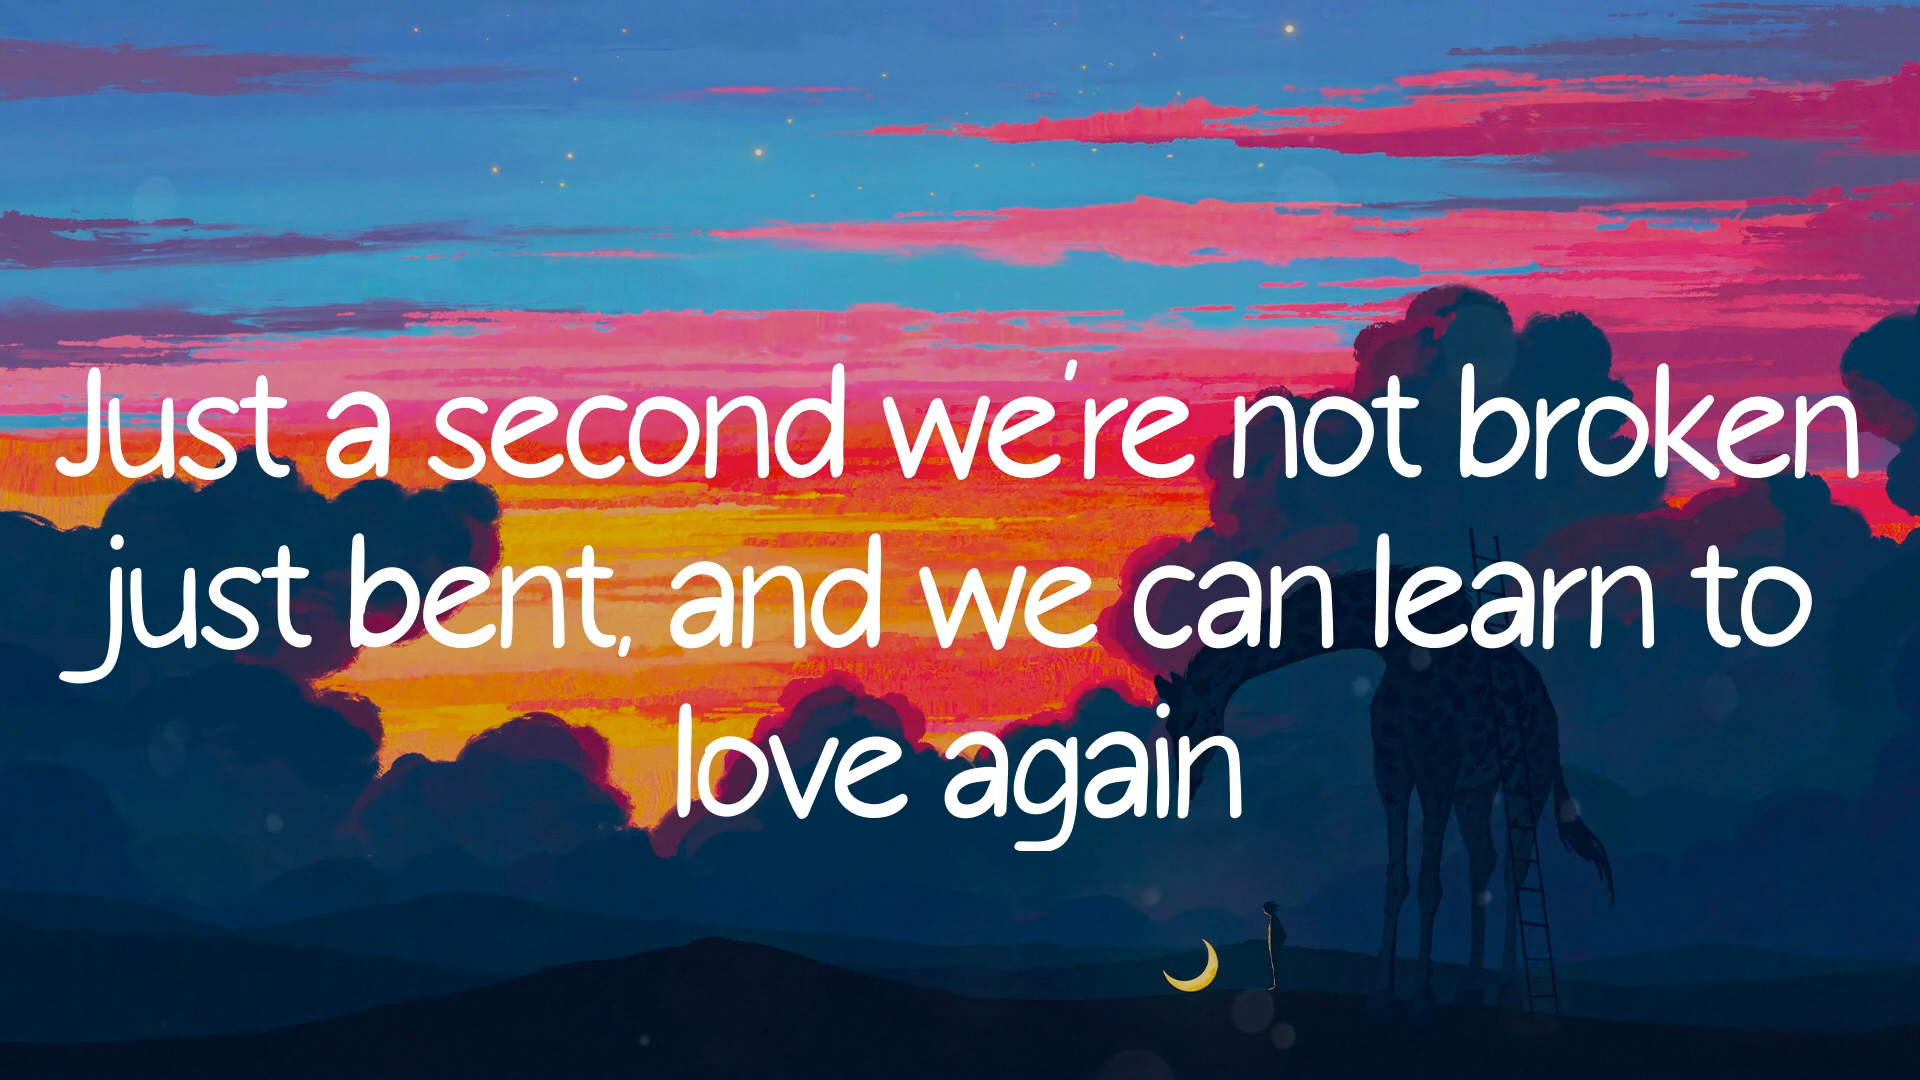 Just a second we're not broken
just bent, and we can learn to
love again